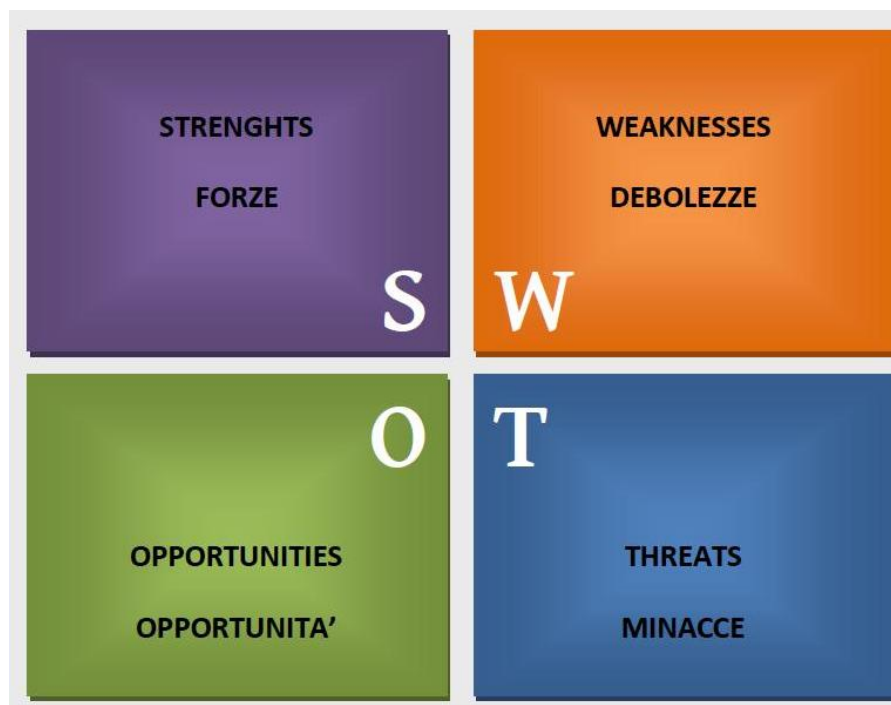 STRENGHTS
FORZE
S
WEAKNESSES
DEBOLEZZE
W
O
OPPORTUNITIES
OPPORTUNITA’
T
THREATS
MINACCE